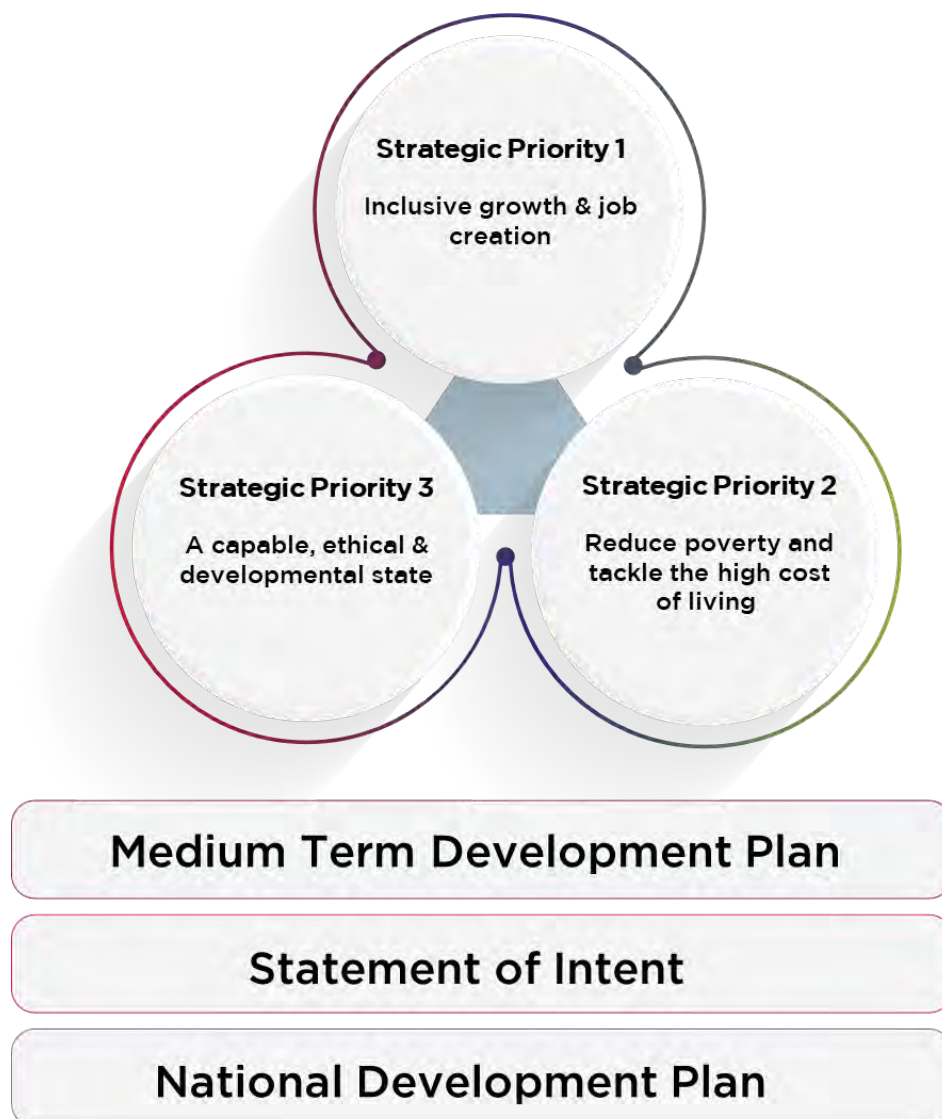 Strategic Priority 1
Inclusive growth & job
creation
Strategic Priority 3
A capable, ethical &
developmental state
Strategic Priority 2
Reduce poverty and
tackle the high cost
of living
Medium Term Development Plan
Statement of Intent
National Development Plan